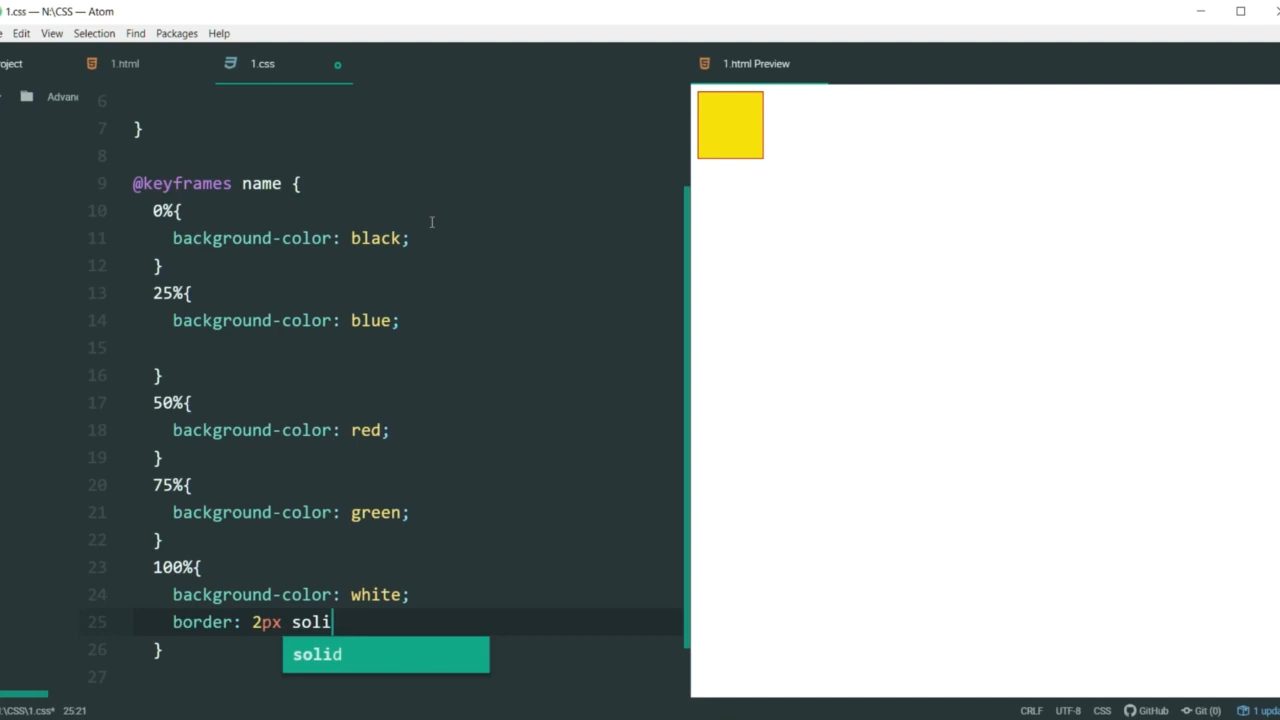 1.css — N:\CSS — Atom
Edit View Selection Find Packages Help
oject 1.html 1.css 1.html Preview
Advan
6
7 }
8
9 @keyframes name {
10 0%{
11 background-color: black;
12 }
13 25%{
14 background-color: blue;
15
16 }
17 50%{
18 background-color: red;
19 }
20 75%{
21 background-color: green;
22 }
23 100%{
24 background-color: white;
25 border: 2px soli
solid
26 }
27
\CSS\1.css* 25:21 CRLF UTF-8 CSS GitHub Git (0) 1 upda